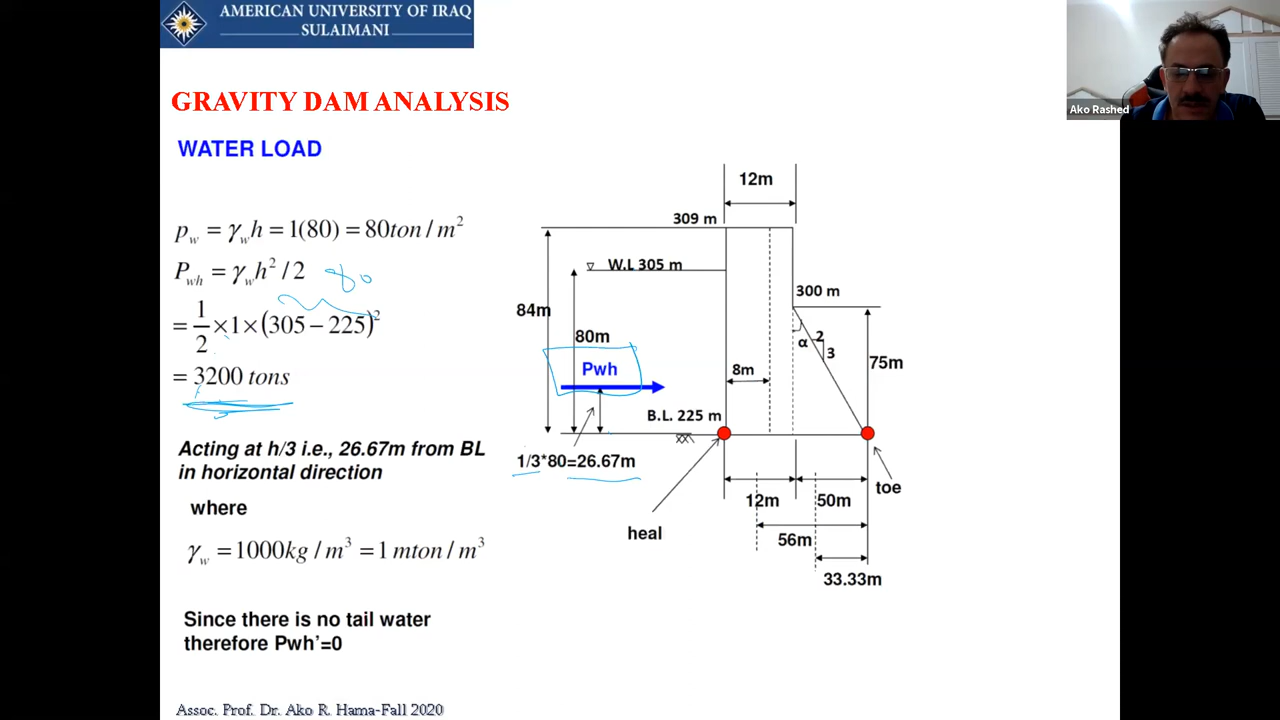 AMERICAN UNIVERSITY OF IRAQ
SULAIMANI
Ako Rashed
GRAVITY DAM ANALYSIS
WATER LOAD
p_w = γ_w h = 1(80) = 80ton / m²
P_wh = γ_w h² / 2
80
= 1/2 × 1 × (305 − 225)²
= 3200 tons
Acting at h/3 i.e., 26.67m from BL
in horizontal direction
where
γ_w = 1000kg / m³ = 1 mton / m³
Since there is no tail water
therefore Pwh'=0
12m
309 m
W.L 305 m
300 m
84m
80m
α
2
3
75m
Pwh
8m
B.L. 225 m
1/3*80=26.67m
toe
12m
50m
heal
56m
33.33m
Assoc. Prof. Dr. Ako R. Hama-Fall 2020